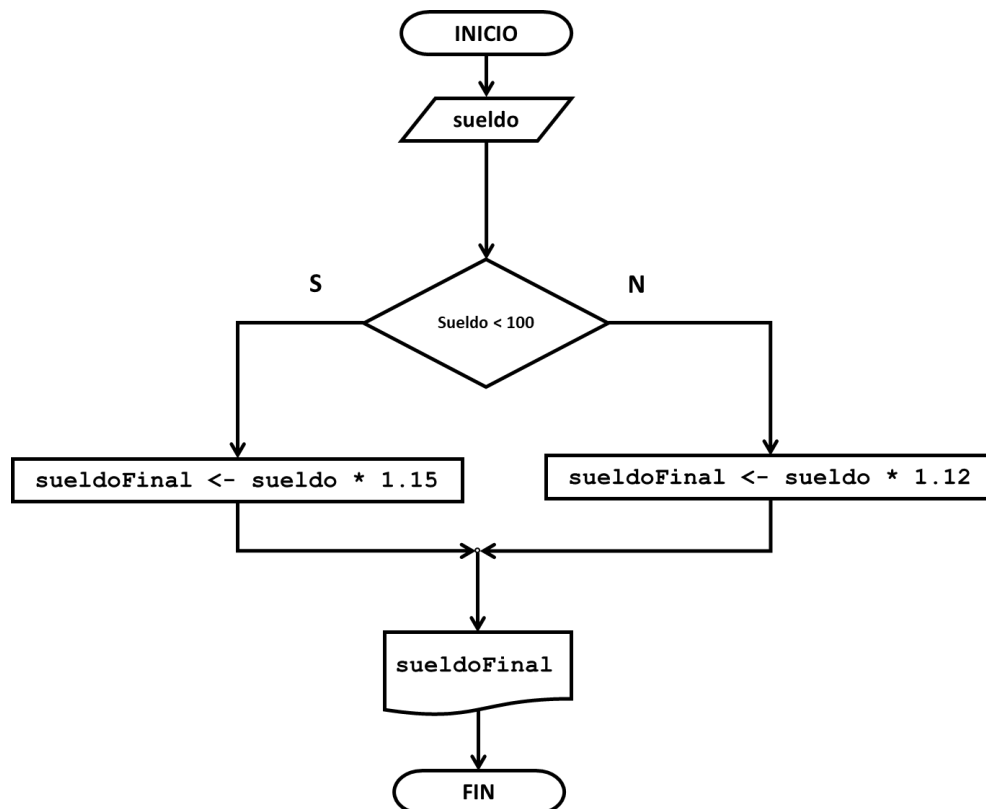 INICIO
sueldo
S
N
Sueldo < 100
sueldoFinal <- sueldo * 1.15
sueldoFinal <- sueldo * 1.12
sueldoFinal
FIN